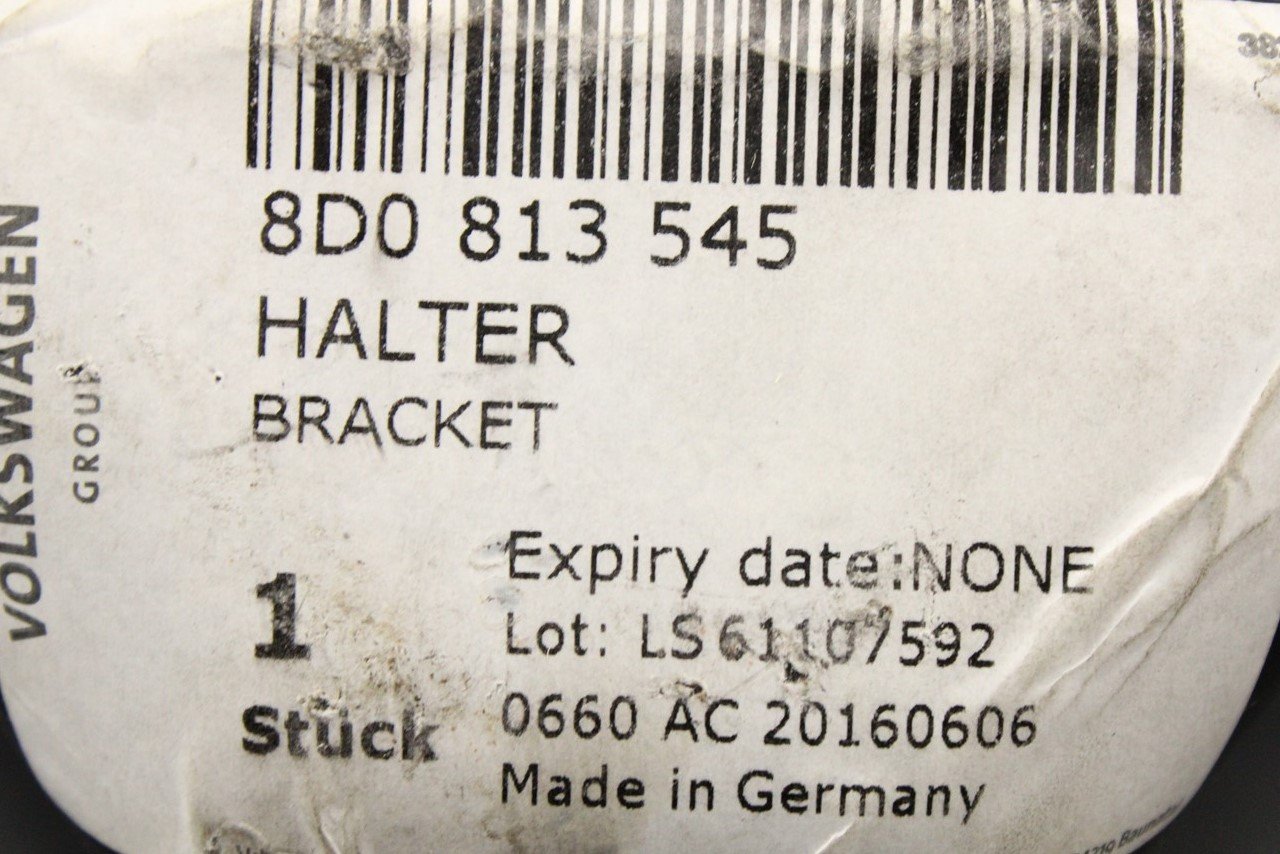 8D0 813 545
HALTER
BRACKET
VOLKSWAGEN
GROUP
1
Stück
Expiry date:NONE
Lot: LS61107592
0660 AC 20160606
Made in Germany